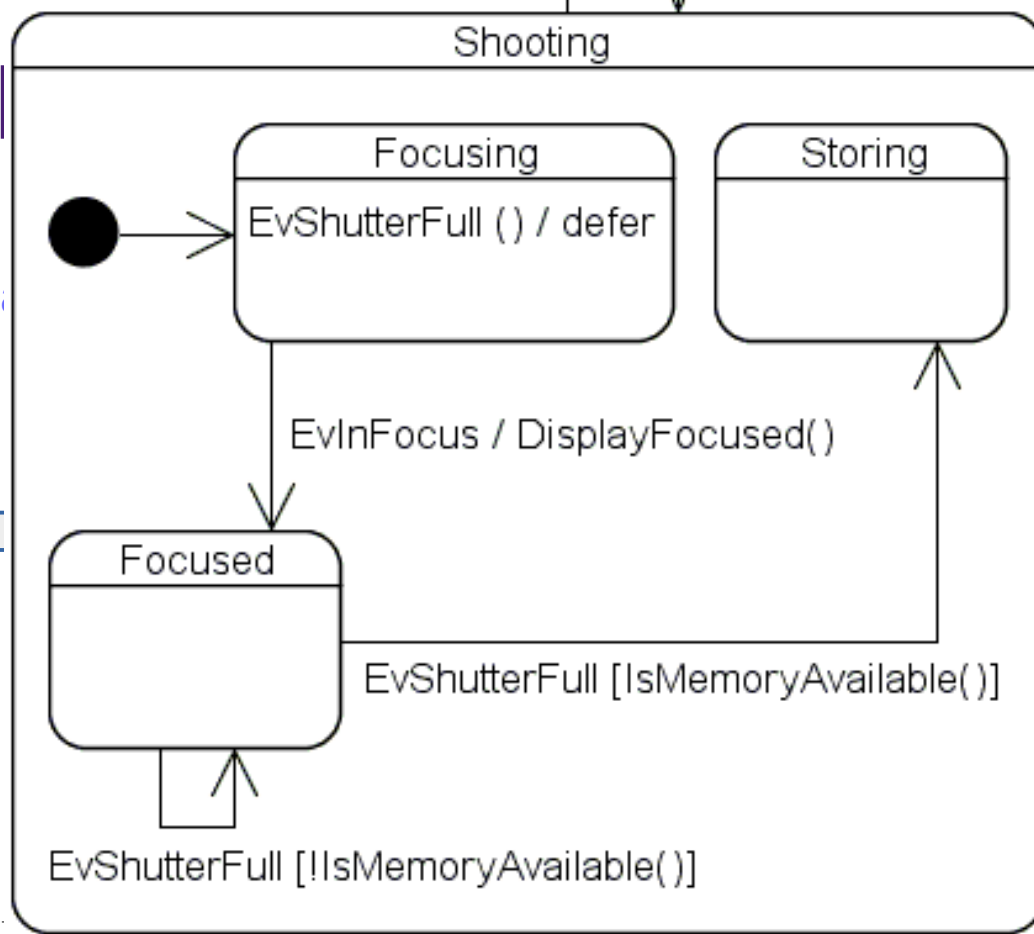 Shooting
Focusing
Storing
EvShutterFull () / defer
EvInFocus / DisplayFocused()
Focused
EvShutterFull [IsMemoryAvailable()]
EvShutterFull [!IsMemoryAvailable()]